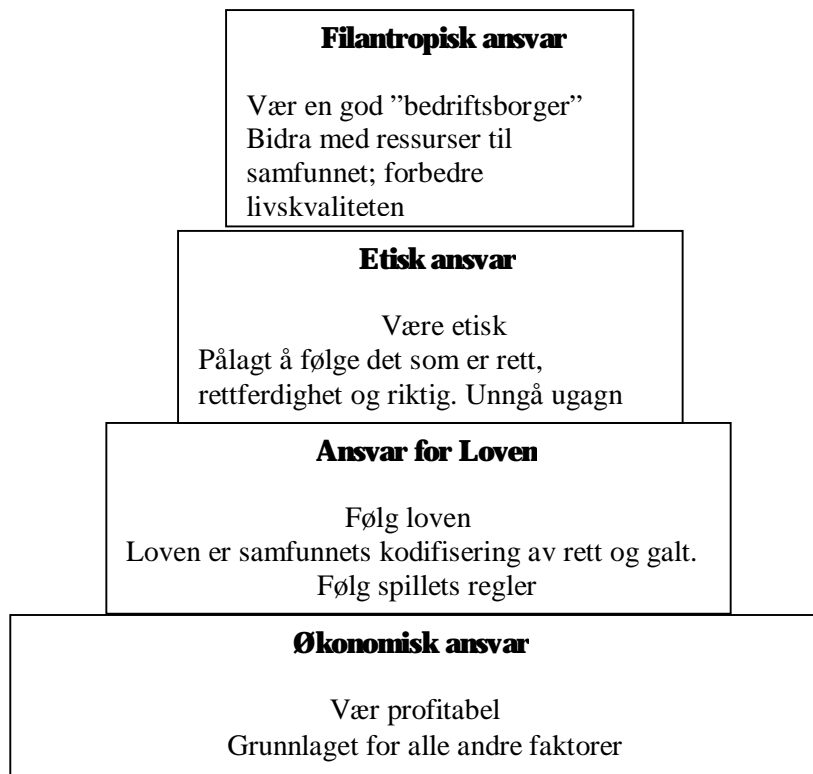 Filantropisk ansvar
Vær en god ”bedriftsborger”
Bidra med ressurser til
samfunnet; forbedre
livskvaliteten
Etisk ansvar
Være etisk
Pålagt å følge det som er rett,
rettferdighet og riktig. Unngå ugagn
Ansvar for Loven
Følg loven
Loven er samfunnets kodifisering av rett og galt.
Følg spillets regler
Økonomisk ansvar
Vær profitabel
Grunnlaget for alle andre faktorer